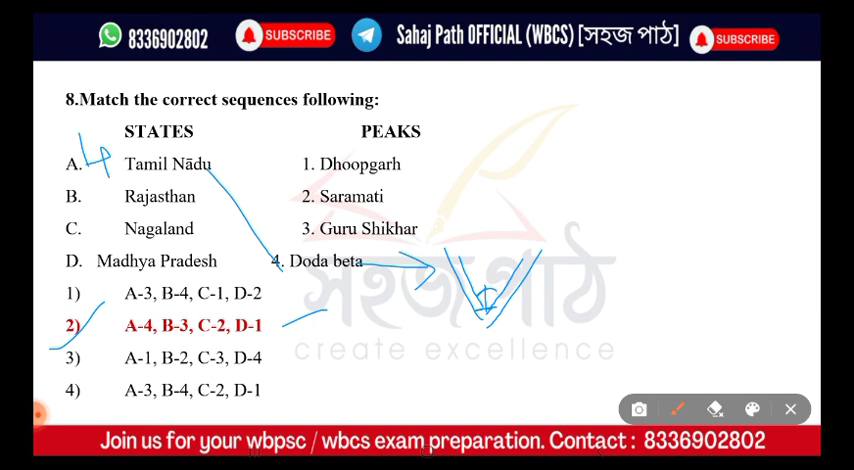 8336902802 SUBSCRIBE Sahaj Path OFFICIAL (WBCS) [সহজ পাঠ] SUBSCRIBE
8.Match the correct sequences following:
STATES PEAKS
A. 4 Tamil Nādu 1. Dhoopgarh
B. Rajasthan 2. Saramati
C. Nagaland 3. Guru Shikhar
D. Madhya Pradesh 4. Doda beta
1) A-3, B-4, C-1, D-2
2) A-4, B-3, C-2, D-1
3) A-1, B-2, C-3, D-4
4) A-3, B-4, C-2, D-1
সহজ পাঠ
create excellence
Join us for your wbpsc / wbcs exam preparation. Contact : 8336902802